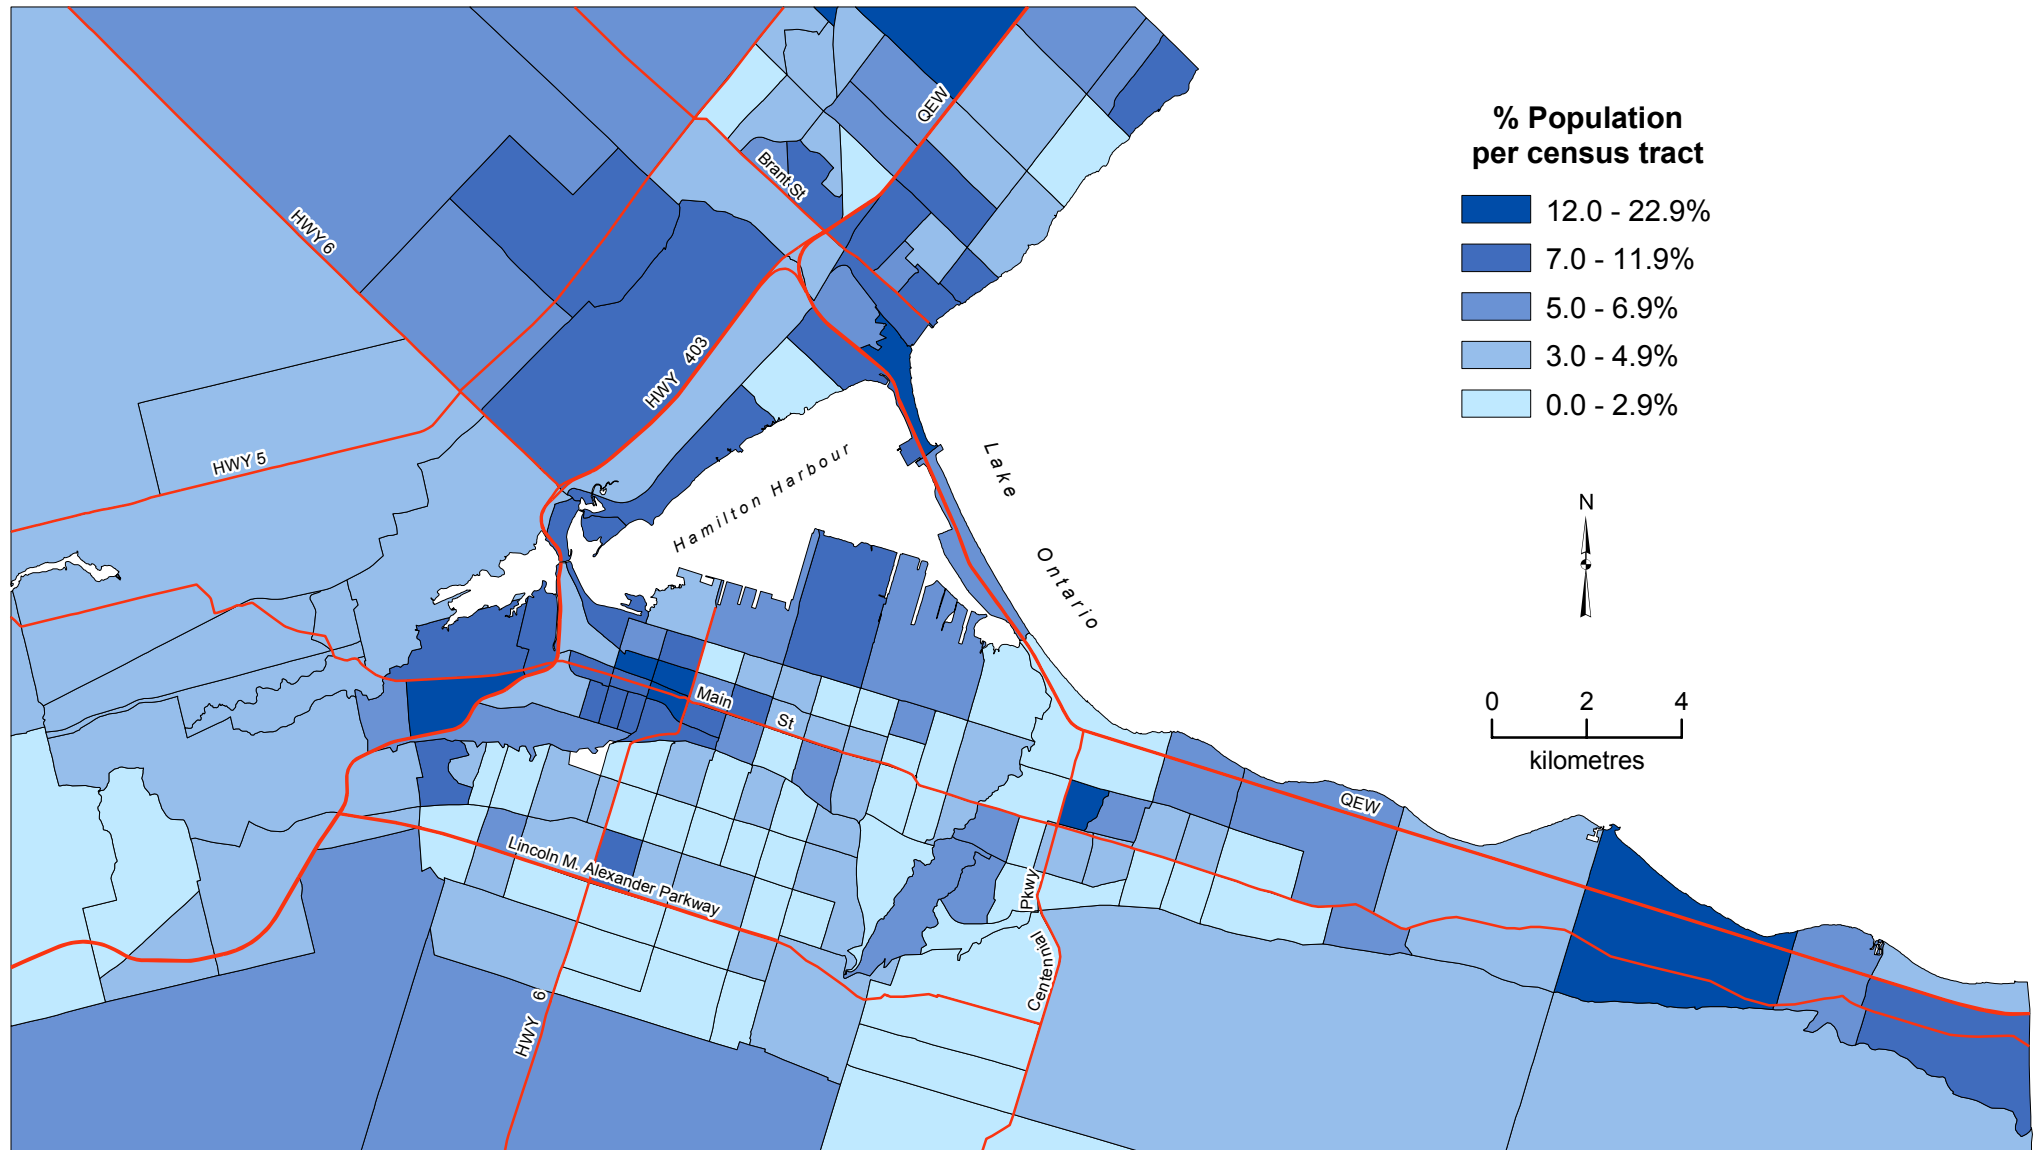 % Population
per census tract
12.0 - 22.9%
7.0 - 11.9%
5.0 - 6.9%
3.0 - 4.9%
0.0 - 2.9%
QEW
Brant St
HWY 6
HWY 403
HWY 5
Hamilton Harbour
Lake
Ontario
N
0 2 4
kilometres
Main St
QEW
Lincoln M. Alexander Parkway
Centennial Pkwy
HWY 6